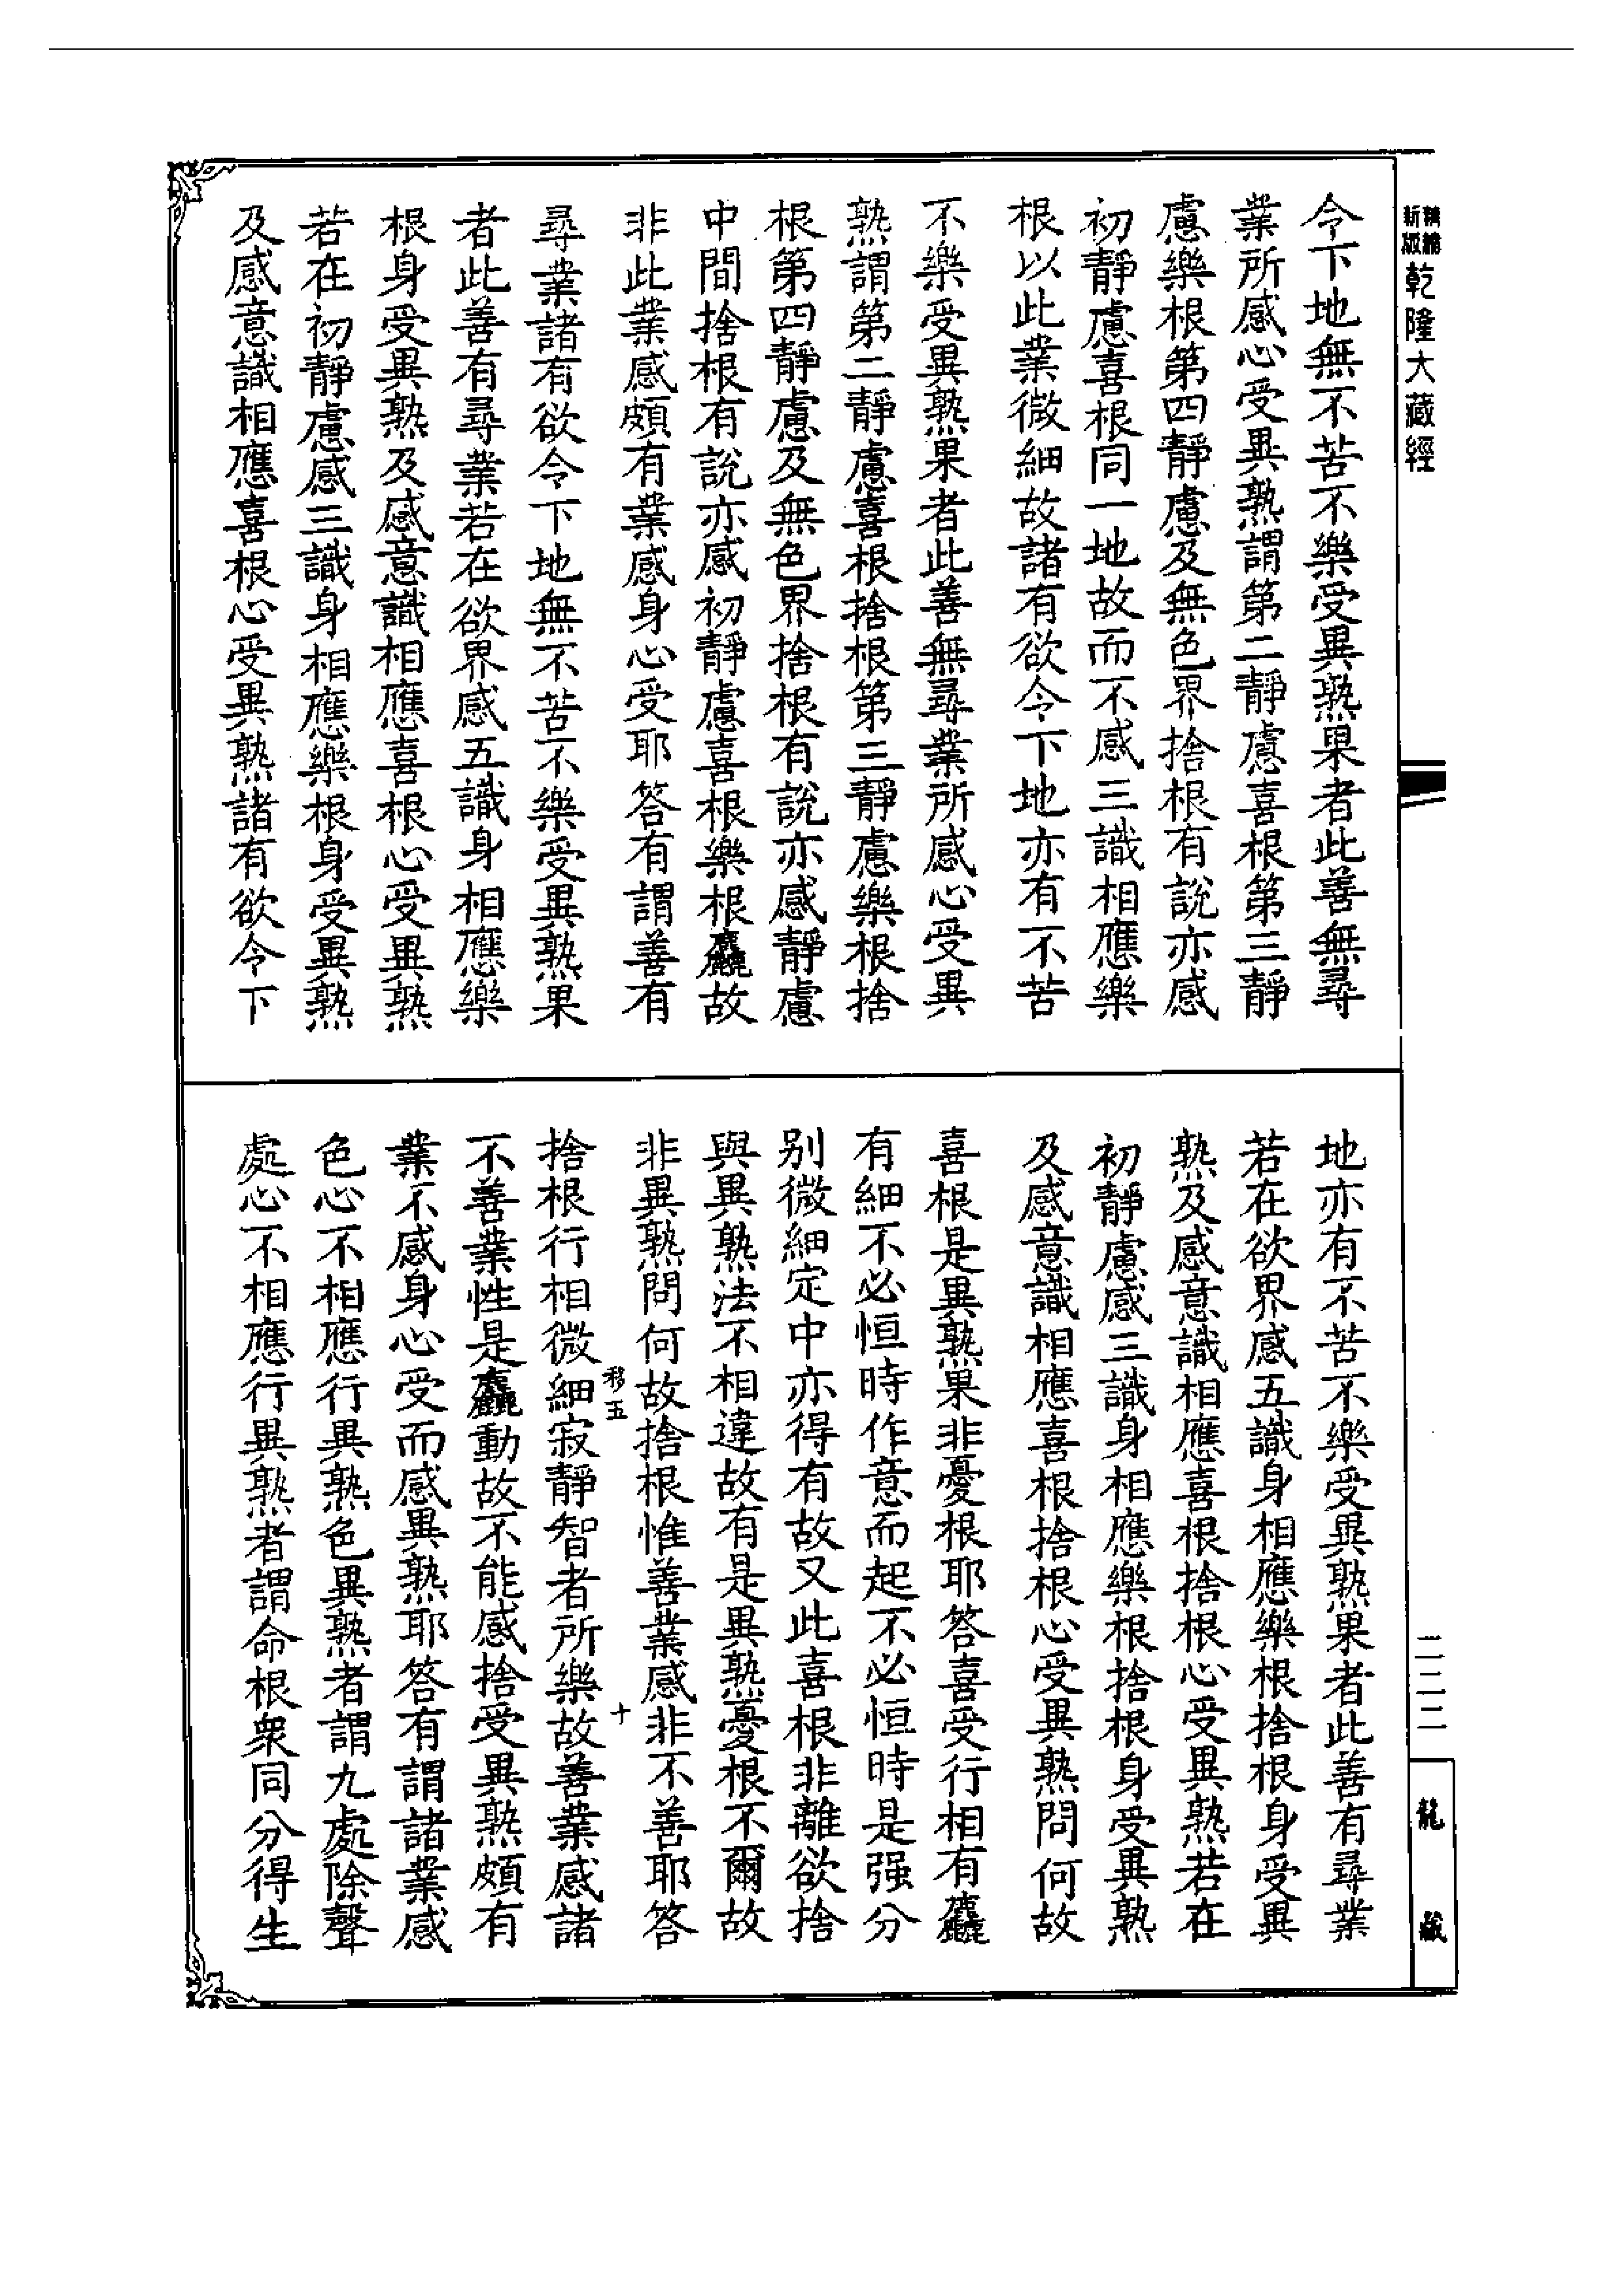 精縮
新版
乾隆大藏經
令下地無不苦不樂受異熟果者此善無尋
業所感心受異熟謂第二靜慮喜根第三靜
慮樂根第四靜慮及無色界捨根有說亦感
初靜慮喜根同一地故而不感三識相應樂
根以此業微細故諸有欲令下地亦有不苦
不樂受異熟果者此善無尋業所感心受異
熟謂第二靜慮喜根捨根第三靜慮樂根捨
根第四靜慮及無色界捨根有說亦感靜慮
中間捨根有說亦感初靜慮喜根樂根麤故
非此業感頗有業感身心受耶答有謂善有
尋業諸有欲令下地無不苦不樂受異熟果
者此善有尋業若在欲界感五識身相應樂
根身受異熟及感意識相應喜根心受異熟
若在初靜慮感三識身相應樂根身受異熟
及感意識相應喜根心受異熟諸有欲令下
地亦有不苦不樂受異熟果者此善有尋業
若在欲界感五識身相應樂根捨根身受異
熟及感意識相應喜根捨根心受異熟若在
初靜慮感三識身相應樂根捨根身受異熟
及感意識相應喜根捨根心受異熟問何故
喜根是異熟果非憂根耶答喜受行相有麤
有細不必恒時作意而起不必恒時是强分
别微細定中亦得有故又此喜根非離欲捨
與異熟法不相違故有是異熟憂根不爾故
非異熟問何故捨根惟善業感非不善耶答
移五
十
捨根行相微細寂靜智者所樂故善業感諸
不善業性是麤動故不能感捨受異熟頗有
業不感身心受而感異熟耶答有謂諸業感
色心不相應行異熟色異熟者謂九處除聲
處心不相應行異熟者謂命根衆同分得生
二二二
龍藏